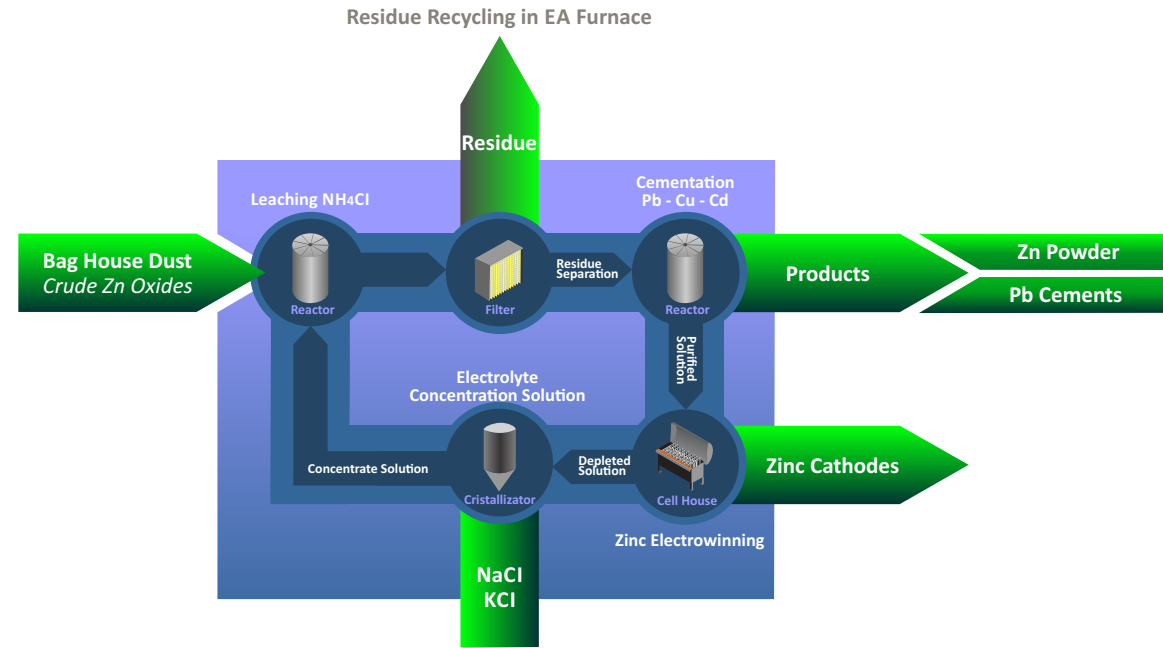 Residue Recycling in EA Furnace
Residue
Leaching NH4Cl
Cementation
Pb - Cu - Cd
Bag House Dust
Crude Zn Oxides
Reactor
Filter
Residue
Separation
Reactor
Products
Zn Powder
Pb Cements
Purified
Solution
Electrolyte
Concentration Solution
Concentrate Solution
Cristallizator
Depleted
Solution
Cell House
Zinc Cathodes
Zinc Electrowinning
NaCl
KCl